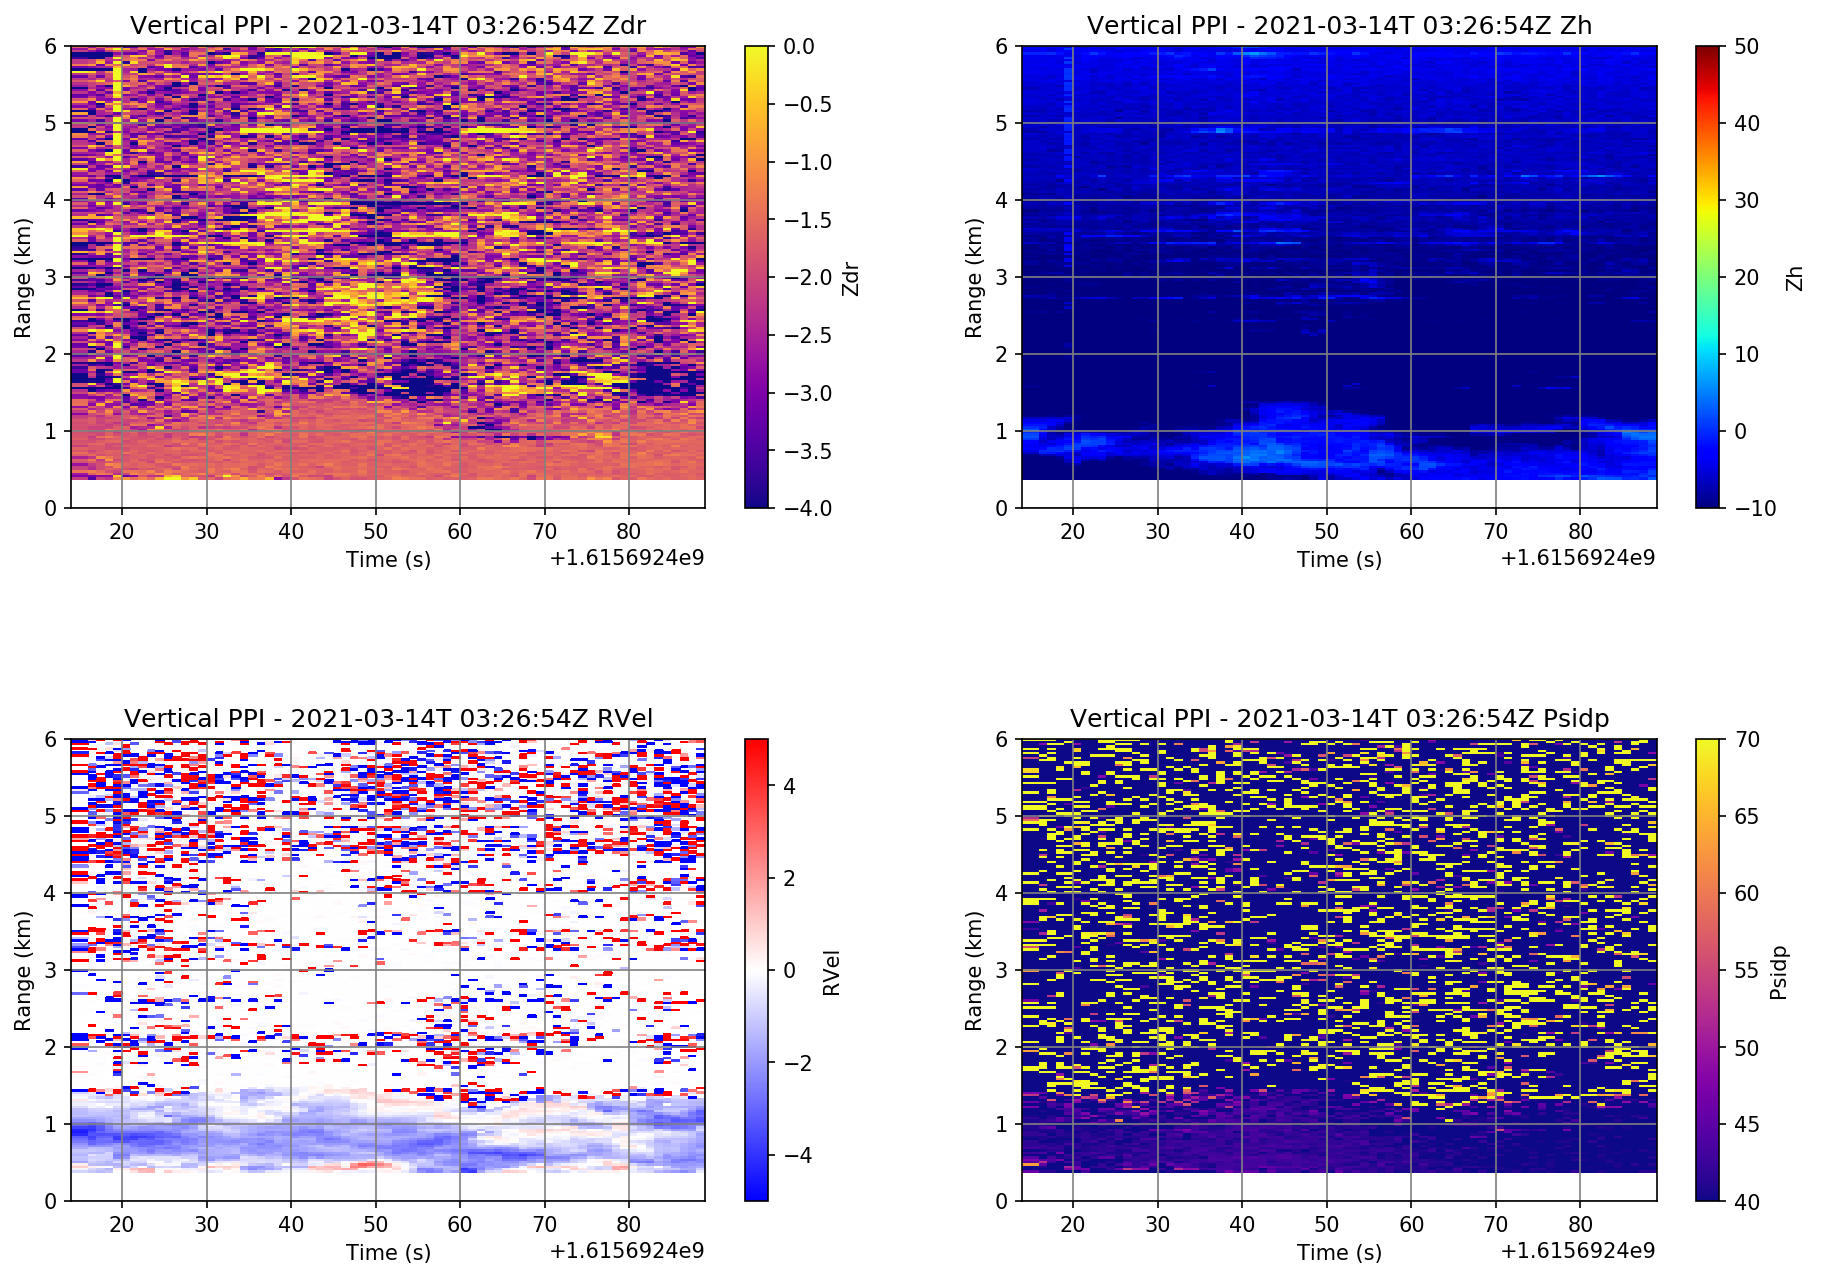 Vertical PPI - 2021-03-14T 03:26:54Z Zdr
6
5
4
3
2
1
0
Range (km)
20 30 40 50 60 70 80
Time (s)
+1.6156924e9
0.0
−0.5
−1.0
−1.5
−2.0
−2.5
−3.0
−3.5
−4.0
Zdr
Vertical PPI - 2021-03-14T 03:26:54Z Zh
6
5
4
3
2
1
0
Range (km)
20 30 40 50 60 70 80
Time (s)
+1.6156924e9
50
40
30
20
10
0
−10
Zh
Vertical PPI - 2021-03-14T 03:26:54Z RVel
6
5
4
3
2
1
0
Range (km)
20 30 40 50 60 70 80
Time (s)
+1.6156924e9
4
2
0
−2
−4
RVel
Vertical PPI - 2021-03-14T 03:26:54Z Psidp
6
5
4
3
2
1
0
Range (km)
20 30 40 50 60 70 80
Time (s)
+1.6156924e9
70
65
60
55
50
45
40
Psidp